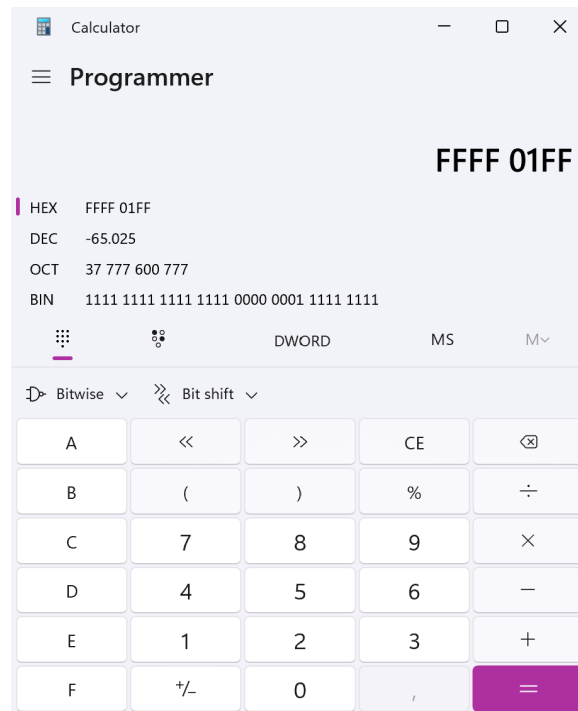 Calculator
Programmer
FFFF 01FF
HEX FFFF 01FF
DEC -65.025
OCT 37 777 600 777
BIN 1111 1111 1111 1111 0000 0001 1111 1111
DWORD MS M
Bitwise Bit shift
A << >> CE
B ( ) % ÷
C 7 8 9 ×
D 4 5 6 −
E 1 2 3 +
F +/− 0 , =